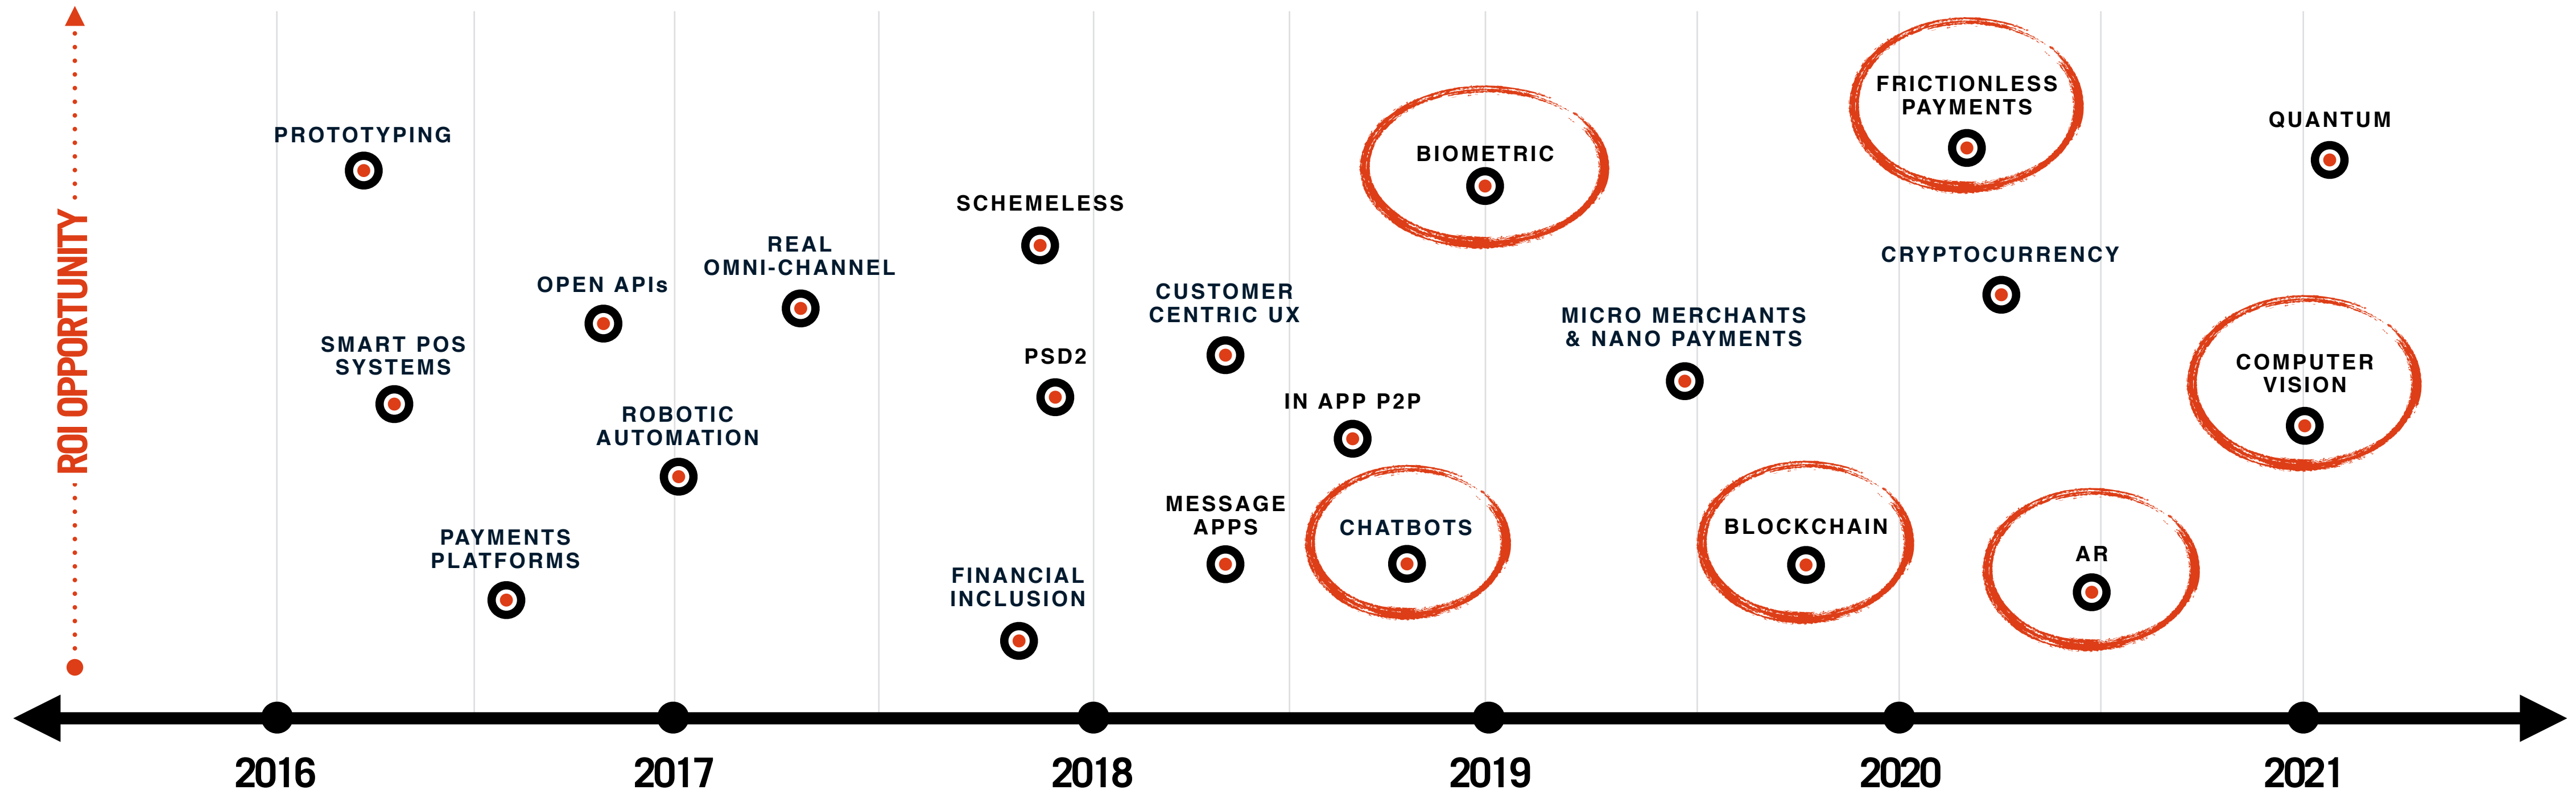 ROI OPPORTUNITY
PROTOTYPING
SMART POS
SYSTEMS
PAYMENTS
PLATFORMS
OPEN APIs
ROBOTIC
AUTOMATION
REAL
OMNI-CHANNEL
SCHEMELESS
PSD2
FINANCIAL
INCLUSION
CUSTOMER
CENTRIC UX
MESSAGE
APPS
IN APP P2P
CHATBOTS
BIOMETRIC
MICRO MERCHANTS
& NANO PAYMENTS
BLOCKCHAIN
FRICTIONLESS
PAYMENTS
CRYPTOCURRENCY
AR
QUANTUM
COMPUTER
VISION
2016
2017
2018
2019
2020
2021